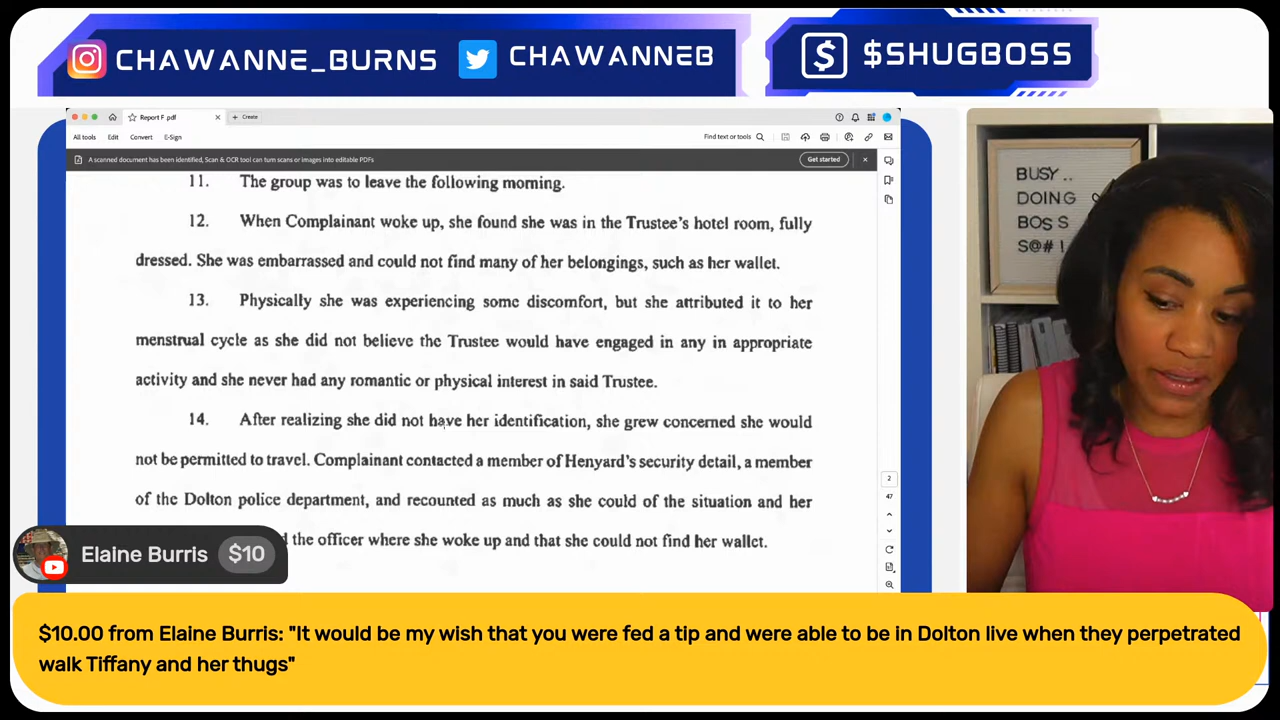 CHAWANNE_BURNS
CHAWANNEB
$ $SHUGBOSS
Report F.pdf
+ Create
All tools Edit Convert E-Sign
Find text or tools
A scanned document has been identified, Scan & OCR tool can turn scans or images into editable PDFs
Get started
11. The group was to leave the following morning.
12. When Complainant woke up, she found she was in the Trustee's hotel room, fully
dressed. She was embarrassed and could not find many of her belongings, such as her wallet.
13. Physically she was experiencing some discomfort, but she attributed it to her
menstrual cycle as she did not believe the Trustee would have engaged in any in appropriate
activity and she never had any romantic or physical interest in said Trustee.
14. After realizing she did not have her identification, she grew concerned she would
not be permitted to travel. Complainant contacted a member of Henyard's security detail, a member
of the Dolton police department, and recounted as much as she could of the situation and her
the officer where she woke up and that she could not find her wallet.
2
47
BUSY ..
DOING
BOSS
S@# !
Elaine Burris $10
$10.00 from Elaine Burris: "It would be my wish that you were fed a tip and were able to be in Dolton live when they perpetrated
walk Tiffany and her thugs"